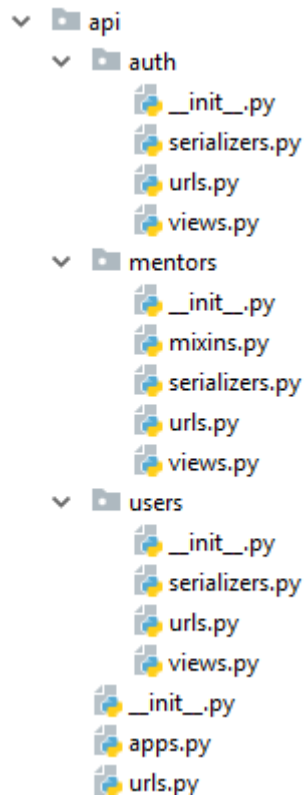 api
auth
__init__.py
serializers.py
urls.py
views.py
mentors
__init__.py
mixins.py
serializers.py
urls.py
views.py
users
__init__.py
serializers.py
urls.py
views.py
__init__.py
apps.py
urls.py